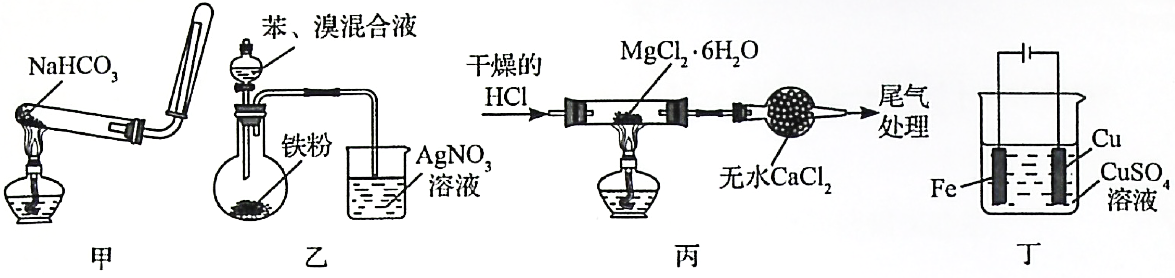 NaHCO₃
苯、溴混合液
铁粉
AgNO₃
溶液
干燥的
HCl
MgCl₂·6H₂O
无水CaCl₂
尾气
处理
Fe
Cu
CuSO₄
溶液
甲
乙
丙
丁